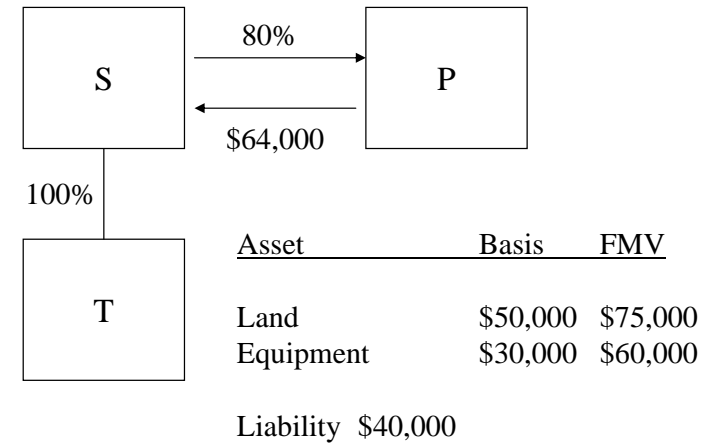 80%
S
P
$64,000
100%
Asset Basis FMV
T
Land $50,000 $75,000
Equipment $30,000 $60,000
Liability $40,000